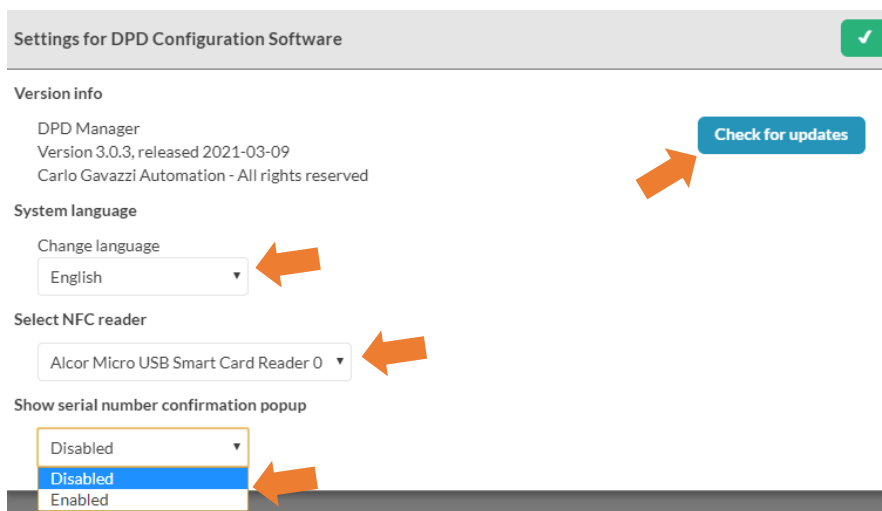 Settings for DPD Configuration Software
Version info
DPD Manager
Check for updates
Version 3.0.3, released 2021-03-09
Carlo Gavazzi Automation - All rights reserved
System language
Change language
English
Select NFC reader
Alcor Micro USB Smart Card Reader 0
Show serial number confirmation popup
Disabled
Disabled
Enabled